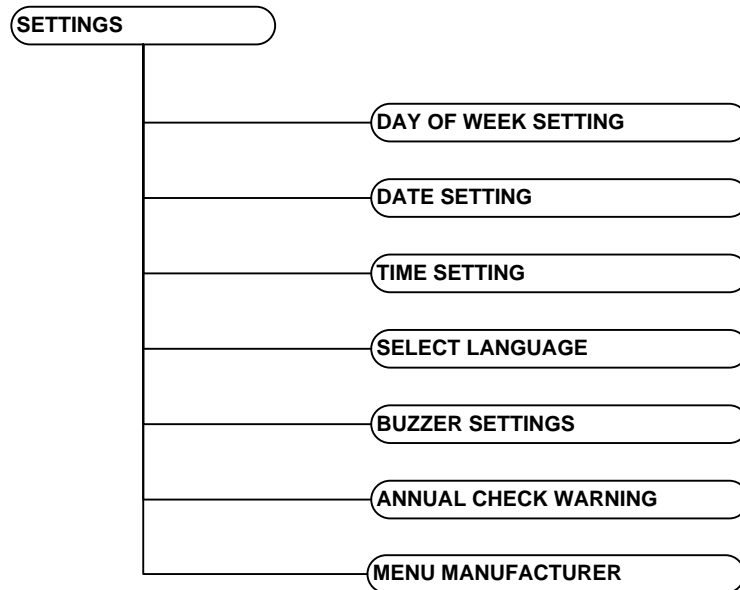 SETTINGS
DAY OF WEEK SETTING
DATE SETTING
TIME SETTING
SELECT LANGUAGE
BUZZER SETTINGS
ANNUAL CHECK WARNING
MENU MANUFACTURER